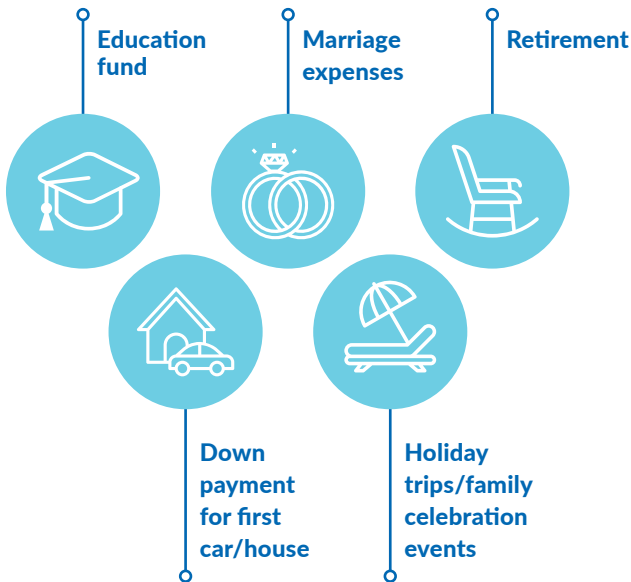 Education
fund
Marriage
expenses
Retirement
Down
payment
for first
car/house
Holiday
trips/family
celebration
events